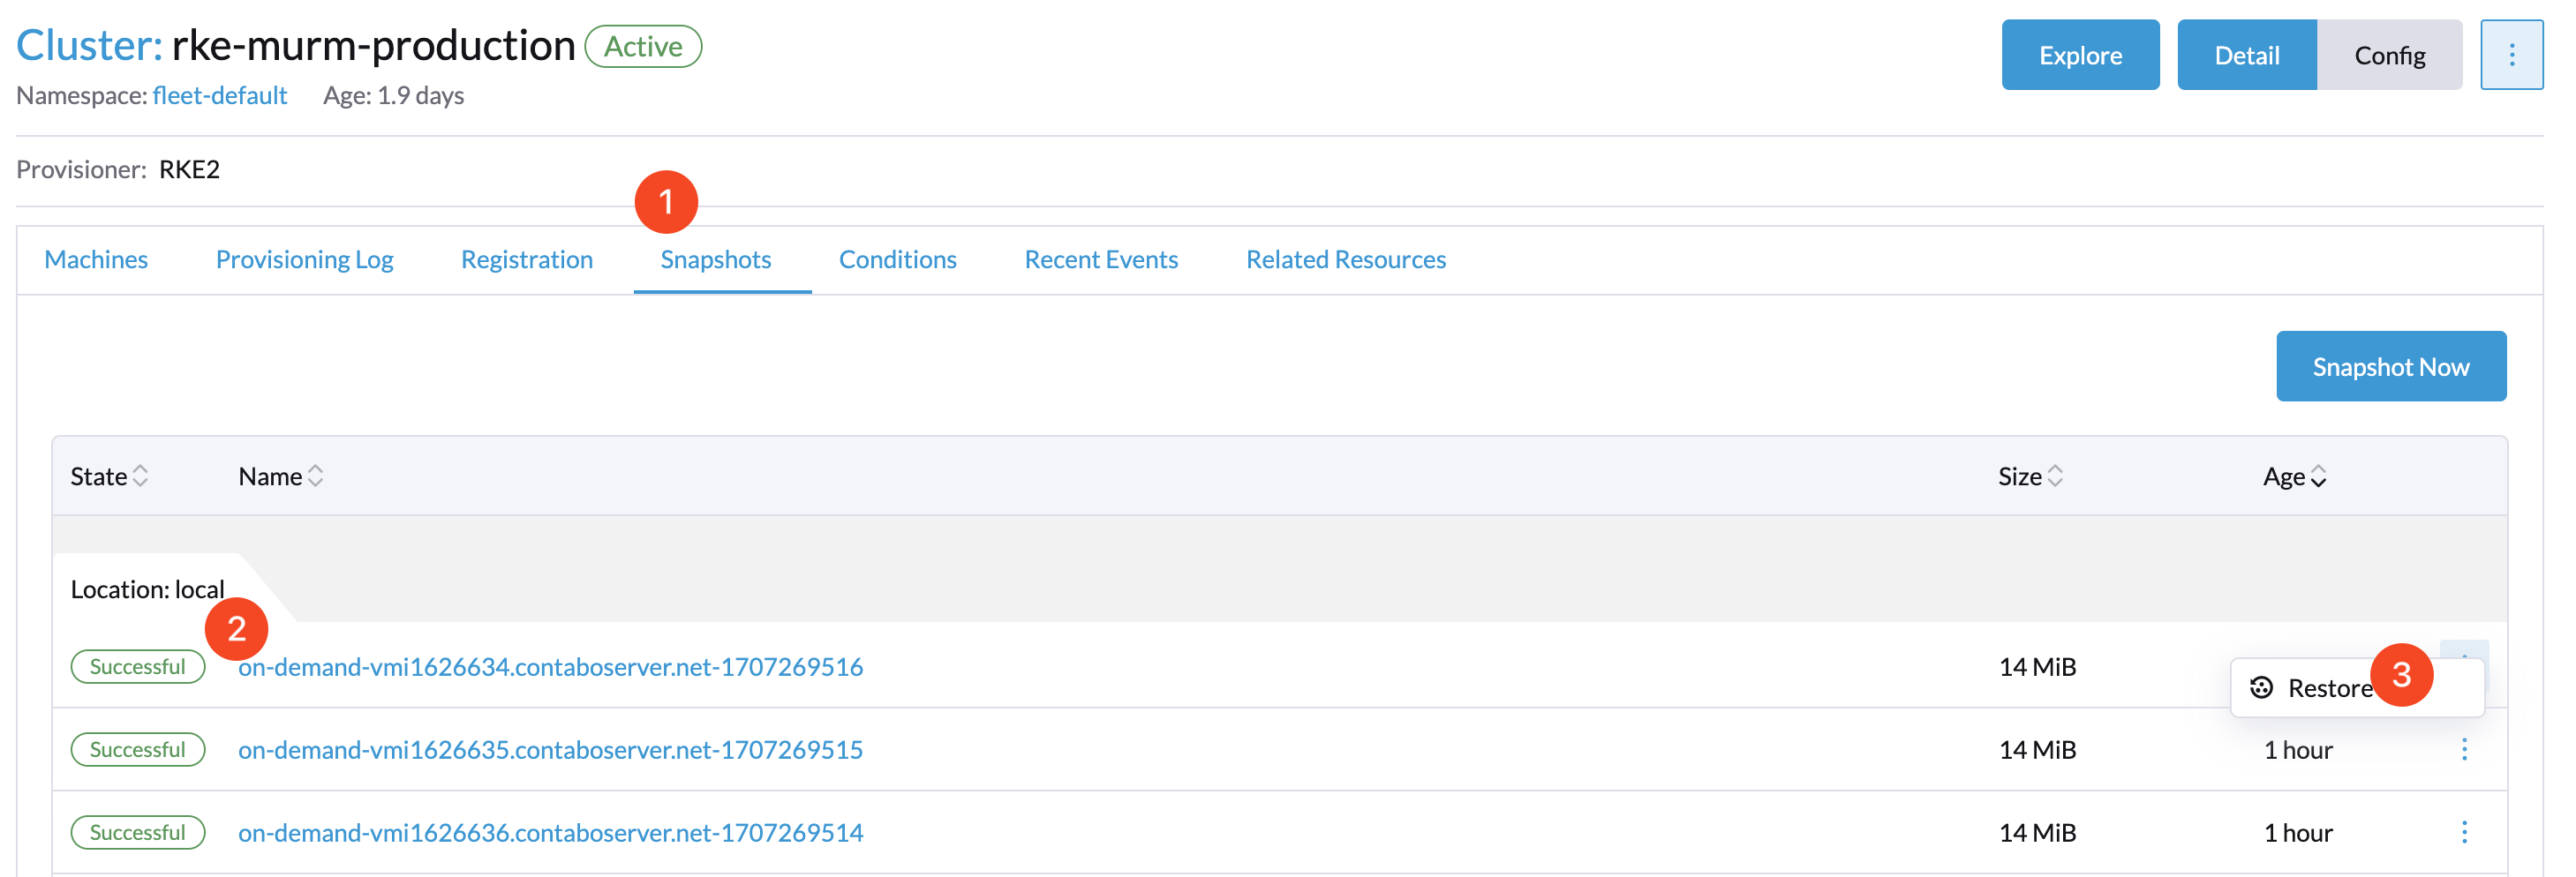 Cluster: rke-murm-production Active
Explore
Detail
Config
Namespace: fleet-default Age: 1.9 days
Provisioner: RKE2
1
Machines Provisioning Log Registration Snapshots Conditions Recent Events Related Resources
Snapshot Now
State Name Size Age
Location: local
2
Successful on-demand-vmi1626634.contaboserver.net-1707269516 14 MiB
Restore 3
Successful on-demand-vmi1626635.contaboserver.net-1707269515 14 MiB 1 hour
Successful on-demand-vmi1626636.contaboserver.net-1707269514 14 MiB 1 hour